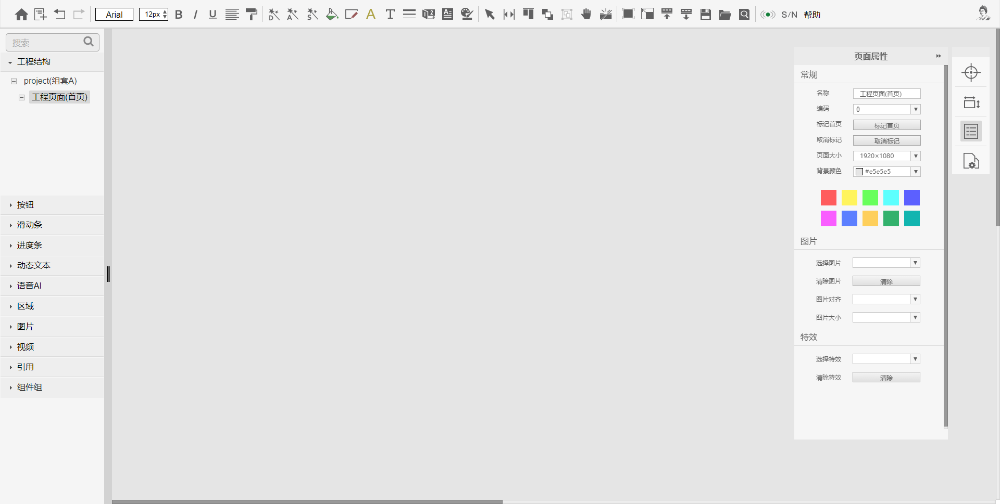 Arial 12px B I U S/N 帮助
搜索
工程结构
project(组套A)
工程页面(首页)
按钮
滑动条
进度条
动态文本
语音AI
区域
图片
视频
引用
组件组
页面属性
常规
名称 工程页面(首页)
编码 0
标记首页 标记首页
取消标记 取消标记
页面大小 1920×1080
背景颜色 #e5e5e5
图片
选择图片
清除图片 清除
图片对齐
图片大小
特效
选择特效
清除特效 清除